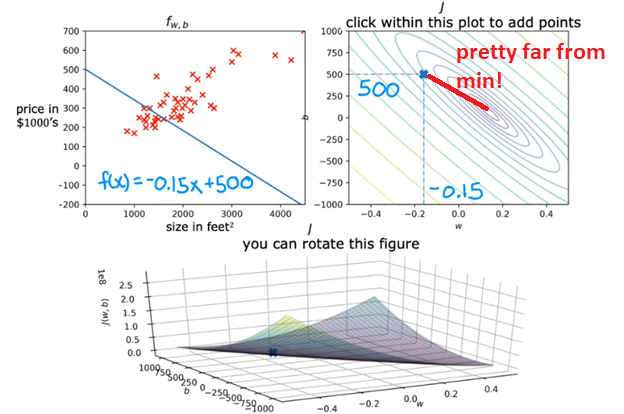 f_{w, b}
700
600
500
400
300
200
100
0
−100
−200
price in
$1000's
f(x)=-0.15x+500
0 1000 2000 3000 4000
size in feet²
J
click within this plot to add points
1000
750
500
250
0
−250
−500
−750
−1000
b
pretty far from
min!
500
-0.15
−0.4 −0.2 0.0 0.2 0.4
w
J
you can rotate this figure
1e8
2.5
2.0
1.5
1.0
0.5
0.0
J(w, b)
1000 750 500 250 0 −250 −500 −750 −1000
b
−0.4 −0.2 0.0 0.2 0.4
w